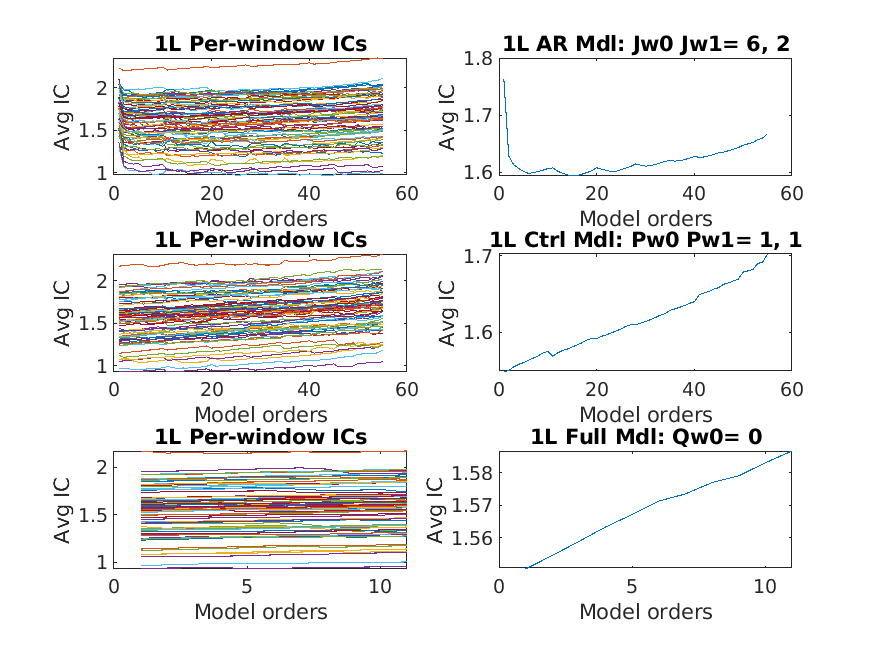 1L Per-window ICs
Avg IC
2
1.5
1
0
20
40
60
Model orders
1L AR Mdl: Jw0 Jw1= 6, 2
Avg IC
1.8
1.7
1.6
0
20
40
60
Model orders
1L Per-window ICs
Avg IC
2
1.5
1
0
20
40
60
Model orders
1L Ctrl Mdl: Pw0 Pw1= 1, 1
Avg IC
1.7
1.6
0
20
40
60
Model orders
1L Per-window ICs
Avg IC
2
1.5
1
0
5
10
Model orders
1L Full Mdl: Qw0= 0
Avg IC
1.58
1.57
1.56
0
5
10
Model orders